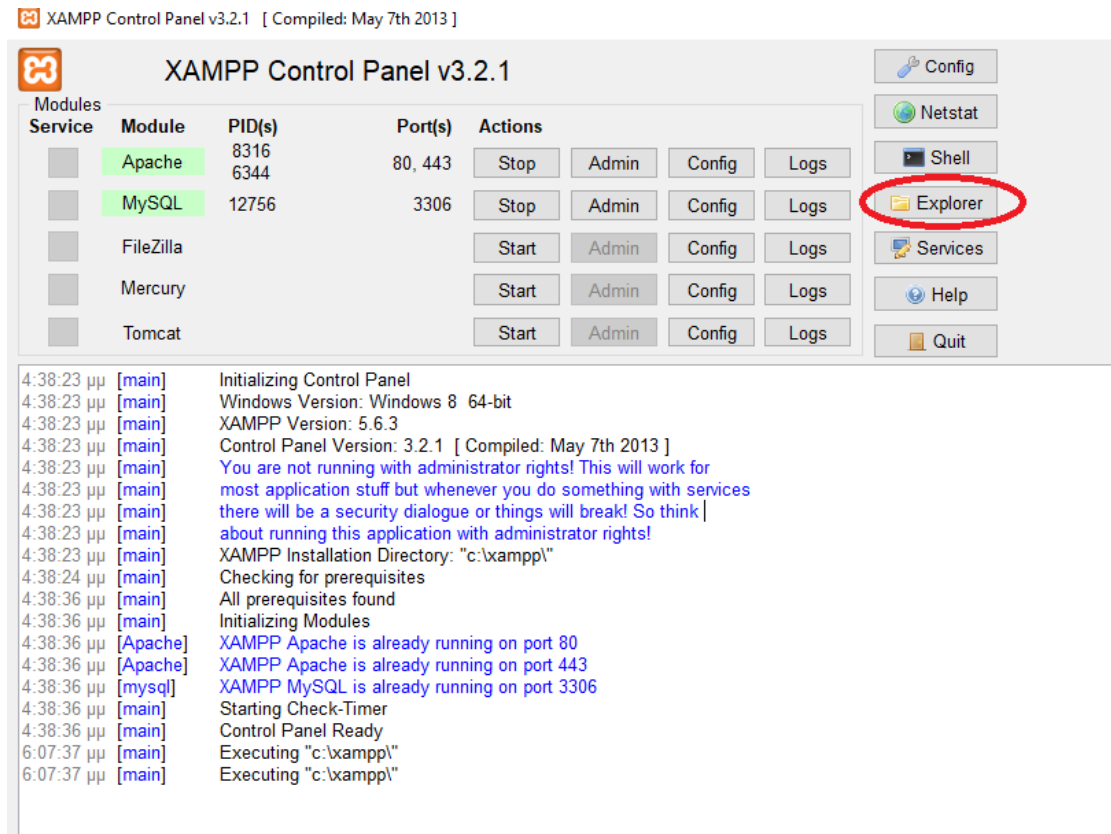 XAMPP Control Panel v3.2.1 [ Compiled: May 7th 2013 ]
XAMPP Control Panel v3.2.1
Config
Modules
Service Module PID(s) Port(s) Actions
Netstat
Apache 8316 6344 80, 443 Stop Admin Config Logs
Shell
MySQL 12756 3306 Stop Admin Config Logs
Explorer
FileZilla Start Admin Config Logs
Services
Mercury Start Admin Config Logs
Help
Tomcat Start Admin Config Logs
Quit
4:38:23 μμ [main] Initializing Control Panel
4:38:23 μμ [main] Windows Version: Windows 8 64-bit
4:38:23 μμ [main] XAMPP Version: 5.6.3
4:38:23 μμ [main] Control Panel Version: 3.2.1 [ Compiled: May 7th 2013 ]
4:38:23 μμ [main] You are not running with administrator rights! This will work for
4:38:23 μμ [main] most application stuff but whenever you do something with services
4:38:23 μμ [main] there will be a security dialogue or things will break! So think
4:38:23 μμ [main] about running this application with administrator rights!
4:38:23 μμ [main] XAMPP Installation Directory: "c:\xampp\"
4:38:24 μμ [main] Checking for prerequisites
4:38:36 μμ [main] All prerequisites found
4:38:36 μμ [main] Initializing Modules
4:38:36 μμ [Apache] XAMPP Apache is already running on port 80
4:38:36 μμ [Apache] XAMPP Apache is already running on port 443
4:38:36 μμ [mysql] XAMPP MySQL is already running on port 3306
4:38:36 μμ [main] Starting Check-Timer
4:38:36 μμ [main] Control Panel Ready
6:07:37 μμ [main] Executing "c:\xampp\"
6:07:37 μμ [main] Executing "c:\xampp\"